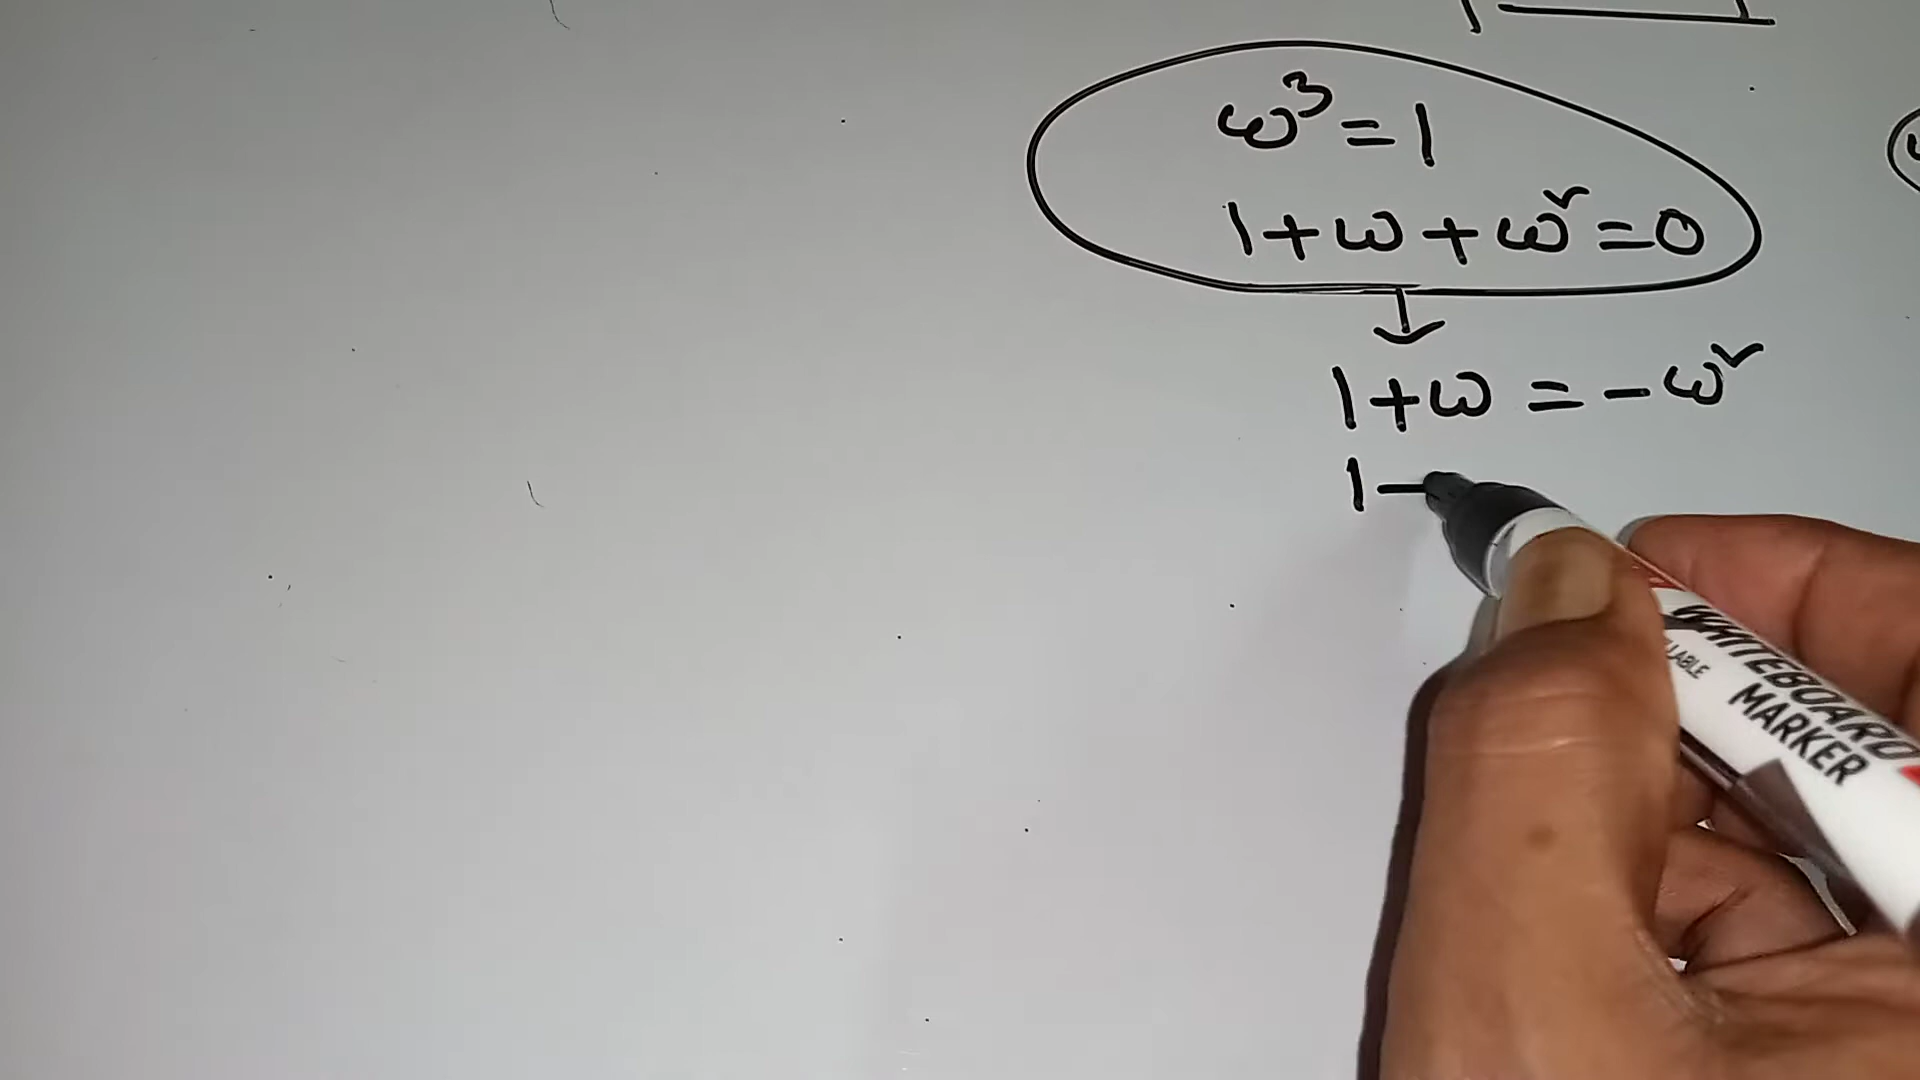 ω³ = 1
1 + ω + ω² = 0
1 + ω = - ω²
1 -
WHITEBOARD
MARKER